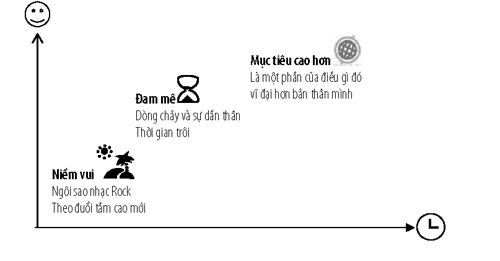 Mục tiêu cao hơn
Là một phần của điều gì đó
vĩ đại hơn bản thân mình
Đam mê
Dòng chảy và sự dấn thân
Thời gian trôi
Niềm vui
Ngôi sao nhạc Rock
Theo đuổi tầm cao mới